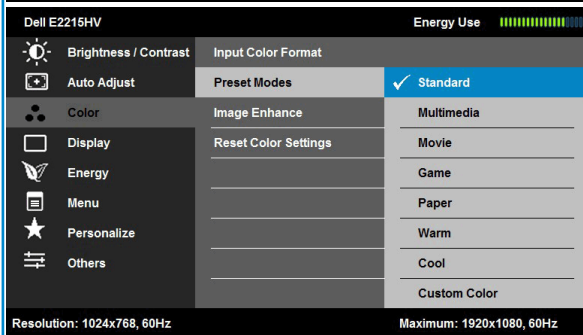 Dell E2215HV Energy Use
Brightness / Contrast Input Color Format
Auto Adjust Preset Modes Standard
Color Image Enhance Multimedia
Display Reset Color Settings Movie
Energy Game
Menu Paper
Personalize Warm
Others Cool
Custom Color
Resolution: 1024x768, 60Hz Maximum: 1920x1080, 60Hz